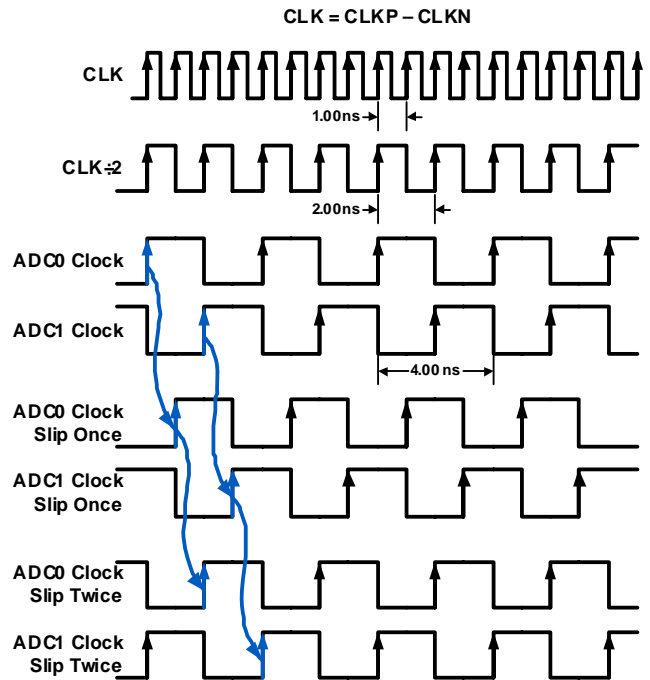 CLK = CLKP – CLKN
CLK
1.00ns
CLK÷2
2.00ns
ADC0 Clock
ADC1 Clock
4.00 ns
ADC0 Clock
Slip Once
ADC1 Clock
Slip Once
ADC0 Clock
Slip Twice
ADC1 Clock
Slip Twice